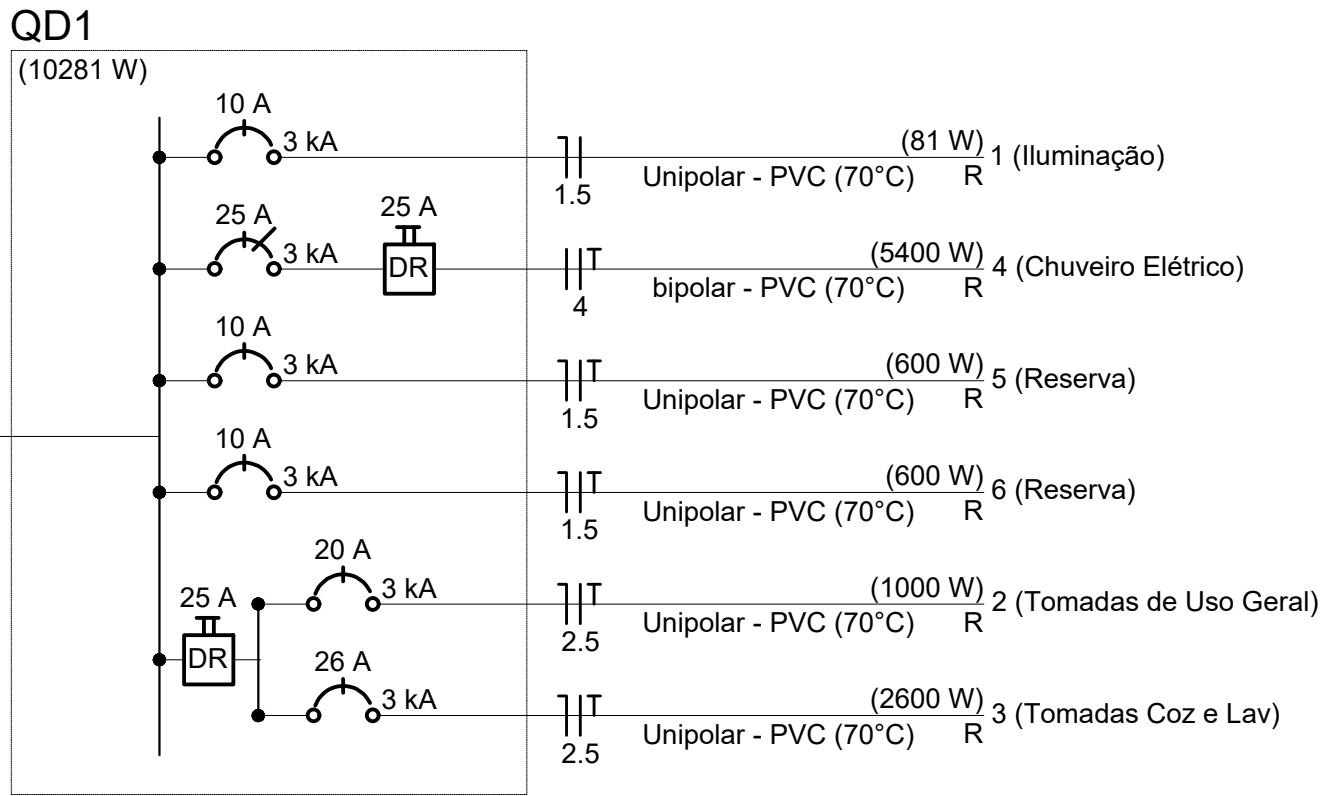 QD1
(10281 W)
10 A
3 kA
(81 W)
1 (Iluminação)
Unipolar - PVC (70°C)
R
1.5
25 A
3 kA
25 A
DR
(5400 W)
4 (Chuveiro Elétrico)
bipolar - PVC (70°C)
R
4
10 A
3 kA
(600 W)
5 (Reserva)
Unipolar - PVC (70°C)
R
1.5
10 A
3 kA
(600 W)
6 (Reserva)
Unipolar - PVC (70°C)
R
1.5
25 A
DR
20 A
3 kA
(1000 W)
2 (Tomadas de Uso Geral)
Unipolar - PVC (70°C)
R
2.5
26 A
3 kA
(2600 W)
3 (Tomadas Coz e Lav)
Unipolar - PVC (70°C)
R
2.5